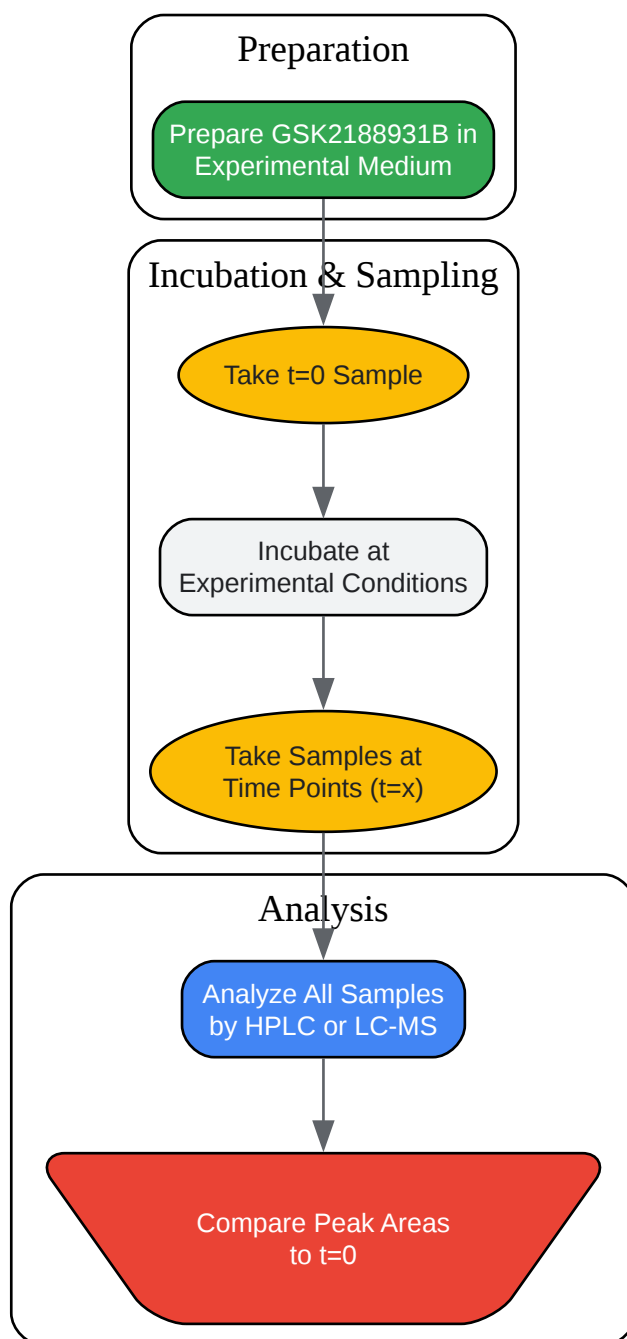 Preparation
Prepare GSK2188931B in
Experimental Medium
Incubation & Sampling
Take t=0 Sample
Incubate at
Experimental Conditions
Take Samples at
Time Points (t=x)
Analysis
Analyze All Samples
by HPLC or LC-MS
Compare Peak Areas
to t=0